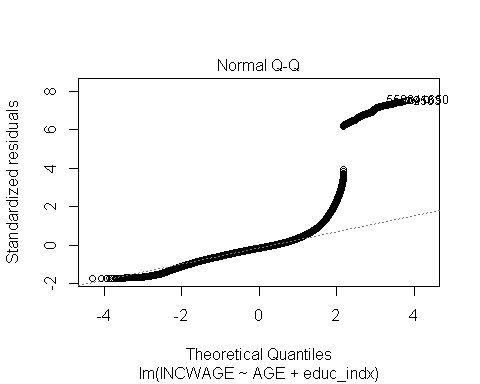 Normal Q-Q
Standardized residuals
8
6
4
2
0
-2
-4
-2
0
2
4
Theoretical Quantiles
lm(INCWAGE ~ AGE + educ_indx)